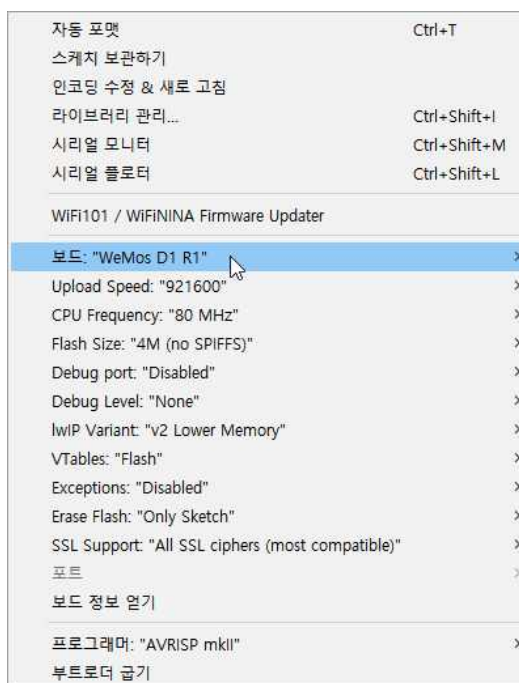 자동 포맷 Ctrl+T
스케치 보관하기
인코딩 수정 & 새로 고침
라이브러리 관리... Ctrl+Shift+I
시리얼 모니터 Ctrl+Shift+M
시리얼 플로터 Ctrl+Shift+L
WiFi101 / WiFiNINA Firmware Updater
보드: "WeMos D1 R1"
Upload Speed: "921600"
CPU Frequency: "80 MHz"
Flash Size: "4M (no SPIFFS)"
Debug port: "Disabled"
Debug Level: "None"
lwIP Variant: "v2 Lower Memory"
VTables: "Flash"
Exceptions: "Disabled"
Erase Flash: "Only Sketch"
SSL Support: "All SSL ciphers (most compatible)"
포트
보드 정보 얻기
프로그래머: "AVRISP mkII"
부트로더 굽기